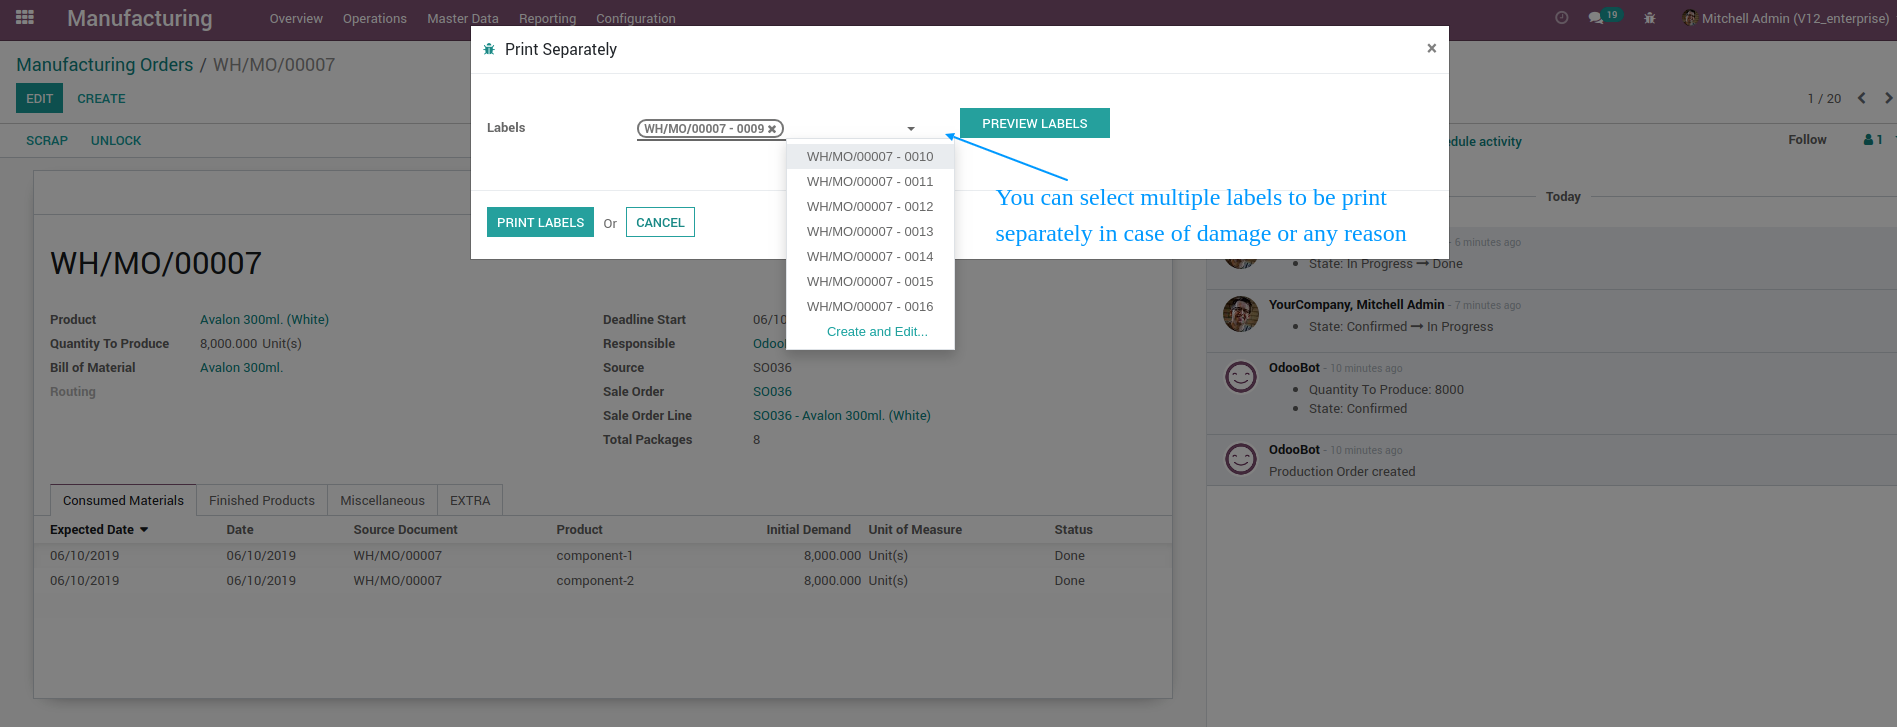 Manufacturing Overview Operations Master Data Reporting Configuration 19 Mitchell Admin (V12_enterprise)
Manufacturing Orders / WH/MO/00007
EDIT CREATE 1 / 20
SCRAP UNLOCK edule activity Follow 1
Print Separately ×
Labels WH/MO/00007 - 0009 × PREVIEW LABELS
WH/MO/00007 - 0010
WH/MO/00007 - 0011
WH/MO/00007 - 0012
WH/MO/00007 - 0013
WH/MO/00007 - 0014
WH/MO/00007 - 0015
WH/MO/00007 - 0016
Create and Edit...
You can select multiple labels to be print
separately in case of damage or any reason
PRINT LABELS Or CANCEL
WH/MO/00007
Product Avalon 300ml. (White)
Quantity To Produce 8,000.000 Unit(s)
Bill of Material Avalon 300ml.
Routing
Deadline Start 06/10
Responsible Odoo
Source SO036
Sale Order SO036
Sale Order Line SO036 - Avalon 300ml. (White)
Total Packages 8
Consumed Materials Finished Products Miscellaneous EXTRA
Expected Date Date Source Document Product Initial Demand Unit of Measure Status
06/10/2019 06/10/2019 WH/MO/00007 component-1 8,000.000 Unit(s) Done
06/10/2019 06/10/2019 WH/MO/00007 component-2 8,000.000 Unit(s) Done
Today
- 6 minutes ago
• State: In Progress → Done
YourCompany, Mitchell Admin - 7 minutes ago
• State: Confirmed → In Progress
OdooBot - 10 minutes ago
• Quantity To Produce: 8000
• State: Confirmed
OdooBot - 10 minutes ago
Production Order created